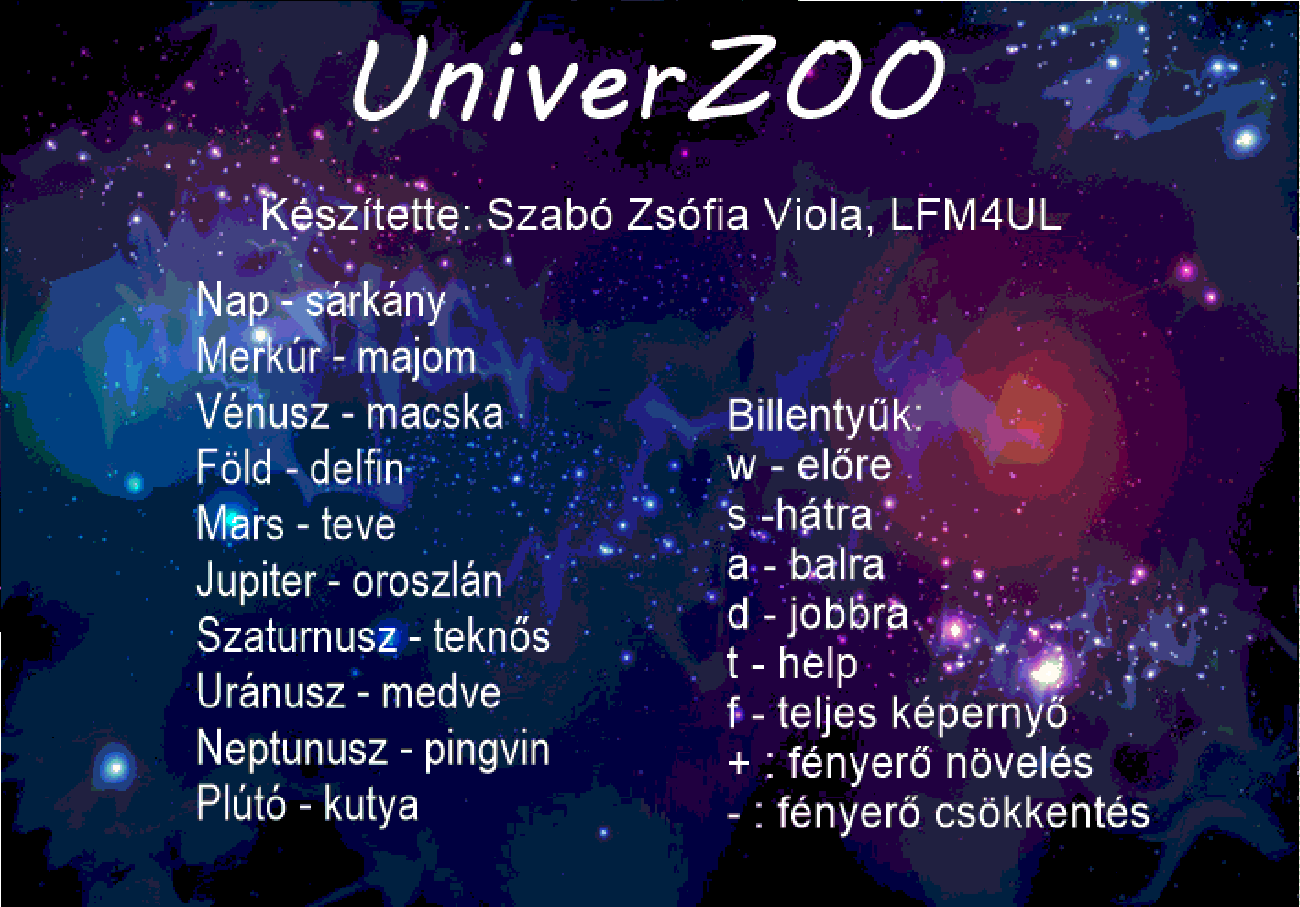 UniverZOO
Készítette: Szabó Zsófia Viola, LFM4UL
Nap - sárkány
Merkúr - majom
Vénusz - macska
Föld - delfin
Mars - teve
Jupiter - oroszlán
Szaturnusz - teknős
Uránusz - medve
Neptunusz - pingvin
Plútó - kutya
Billentyűk:
w - előre
s -hátra
a - balra
d - jobbra
t - help
f - teljes képernyő
+ : fényerő növelés
- : fényerő csökkentés